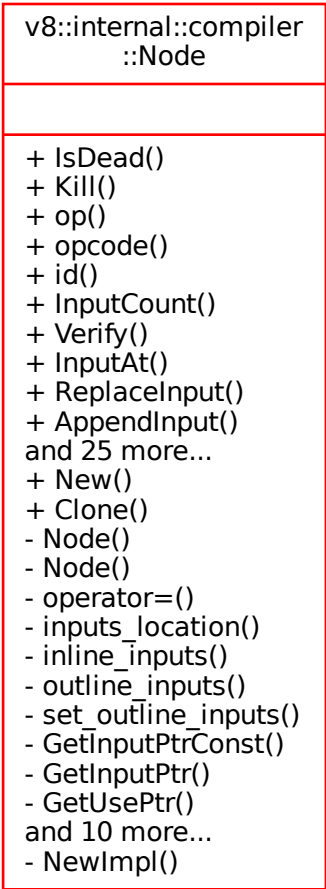 v8::internal::compiler
::Node
+ IsDead()
+ Kill()
+ op()
+ opcode()
+ id()
+ InputCount()
+ Verify()
+ InputAt()
+ ReplaceInput()
+ AppendInput()
and 25 more...
+ New()
+ Clone()
- Node()
- Node()
- operator=()
- inputs_location()
- inline_inputs()
- outline_inputs()
- set_outline_inputs()
- GetInputPtrConst()
- GetInputPtr()
- GetUsePtr()
and 10 more...
- NewImpl()